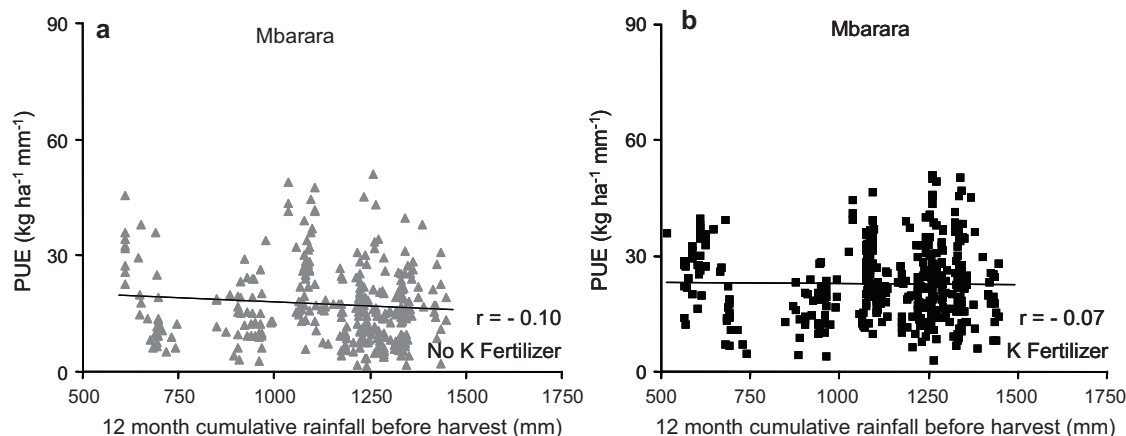 a
Mbarara
PUE (kg ha-1 mm-1)
90
60
30
0
r = - 0.10
No K Fertilizer
500 750 1000 1250 1500 1750
12 month cumulative rainfall before harvest (mm)
b
Mbarara
PUE (kg ha-1 mm-1)
90
60
30
0
r = - 0.07
K Fertilizer
500 750 1000 1250 1500 1750
12 month cumulative rainfall before harvest (mm)